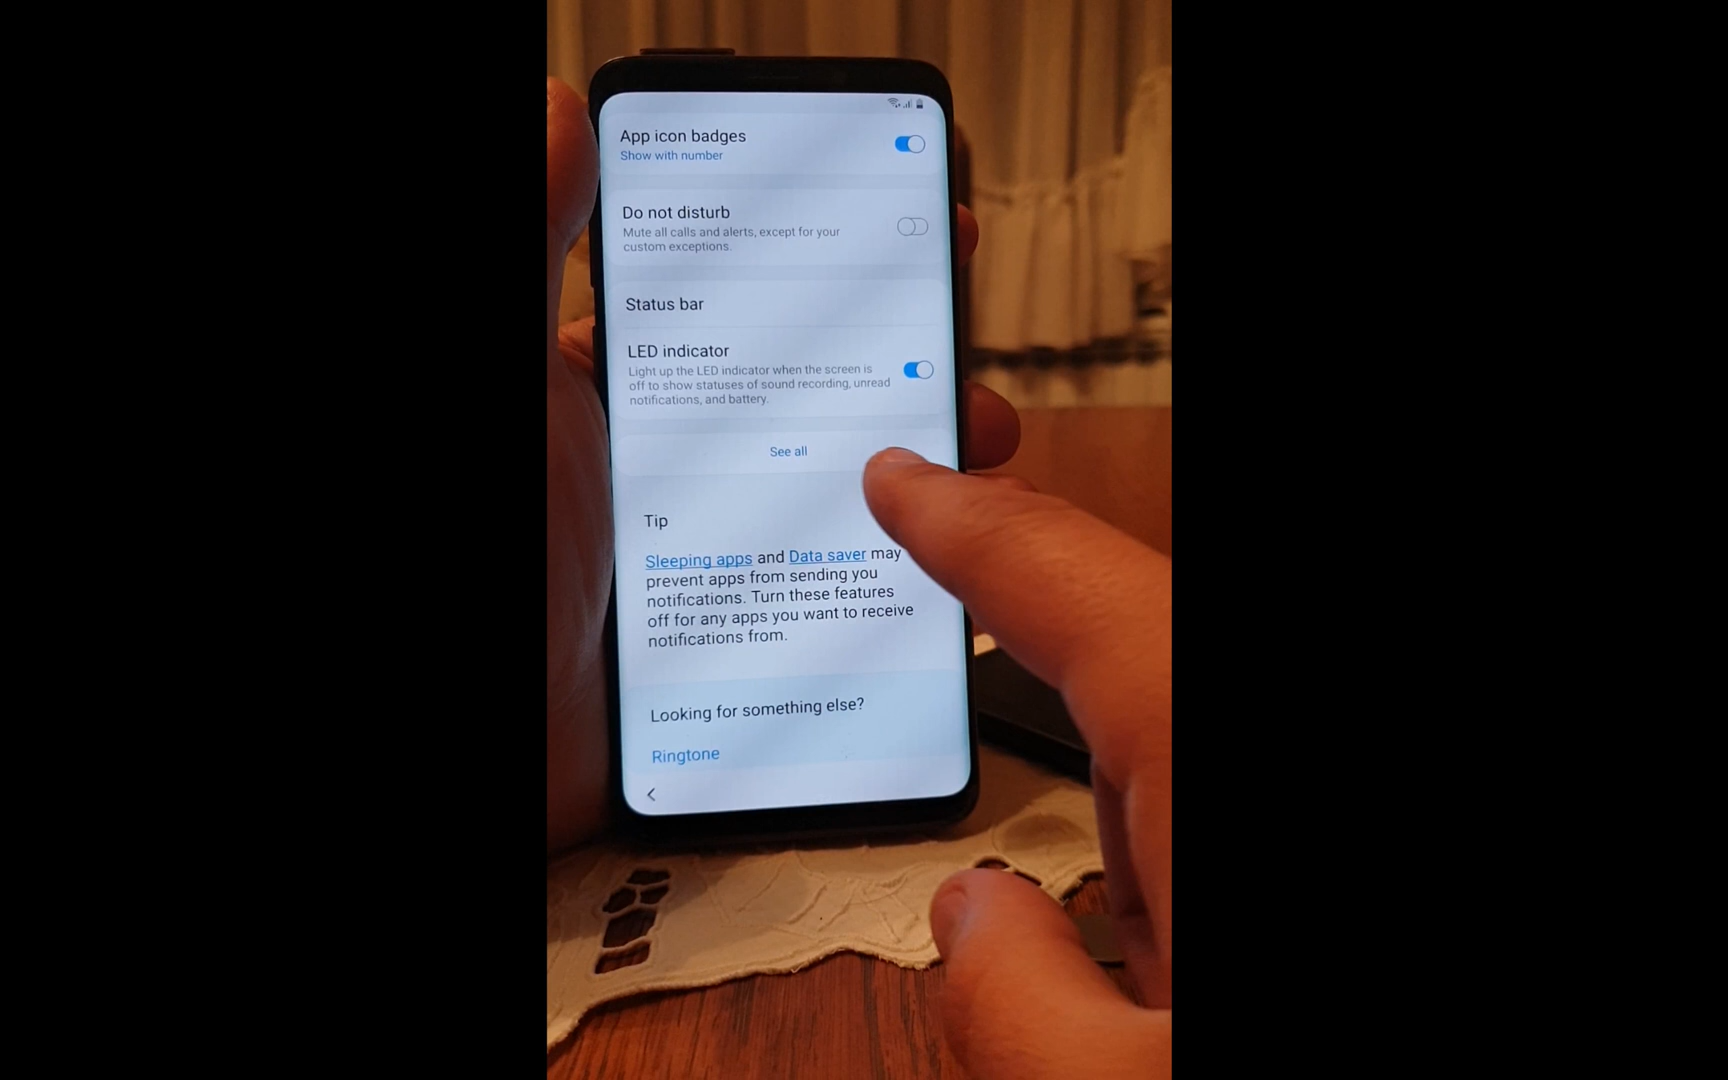 App icon badges
Show with number
Do not disturb
Mute all calls and alerts, except for your
custom exceptions.
Status bar
LED indicator
Light up the LED indicator when the screen is
off to show statuses of sound recording, unread
notifications, and battery.
See all
Tip
Sleeping apps and Data saver may
prevent apps from sending you
notifications. Turn these features
off for any apps you want to receive
notifications from.
Looking for something else?
Ringtone